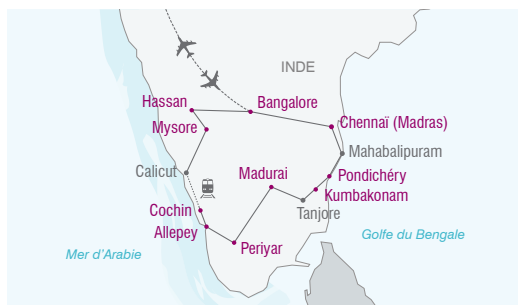 INDE
Hassan
Bangalore
Mysore
Chennaï (Madras)
Mahabalipuram
Calicut
Madurai
Pondichéry
Kumbakonam
Tanjore
Cochin
Allepey
Periyar
Golfe du Bengale
Mer d'Arabie